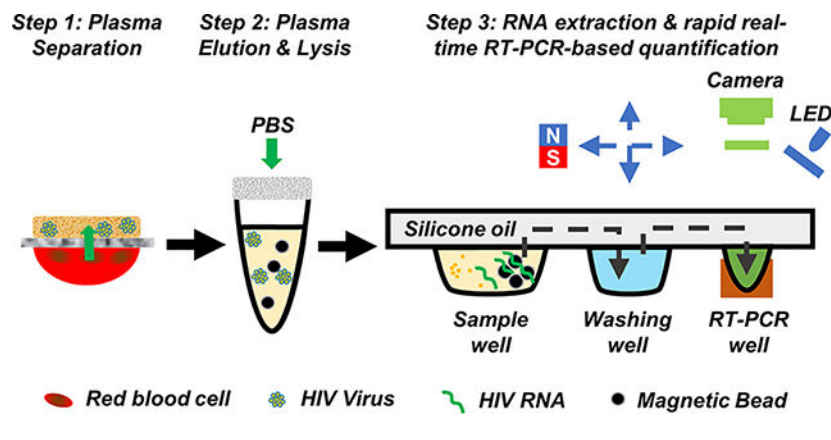 Step 1: Plasma
Separation
Step 2: Plasma
Elution & Lysis
Step 3: RNA extraction & rapid real-
time RT-PCR-based quantification
PBS
Camera
LED
N
S
Silicone oil
Sample
well
Washing
well
RT-PCR
well
Red blood cell
HIV Virus
HIV RNA
Magnetic Bead